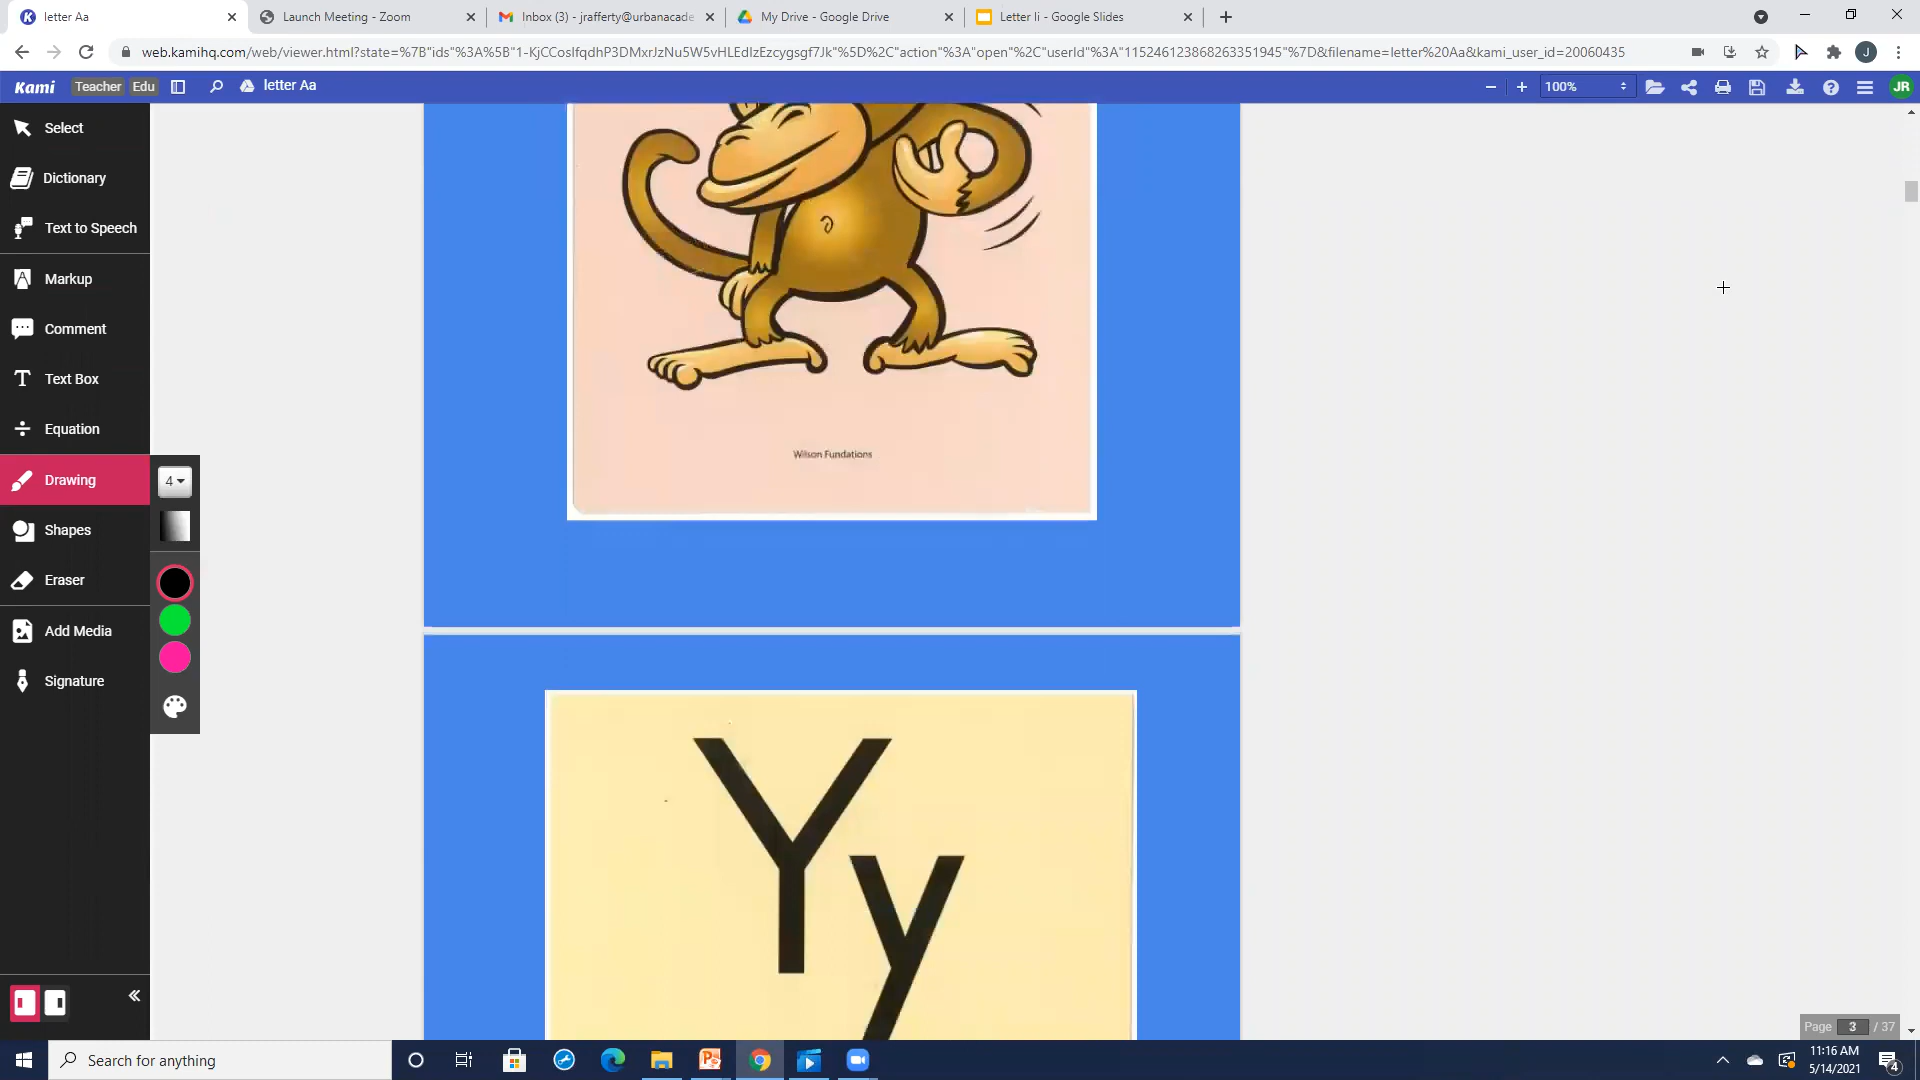 letter Aa
Launch Meeting - Zoom
Inbox (3) - jrafferty@urbanacade
My Drive - Google Drive
Letter Ii - Google Slides
web.kamihq.com/web/viewer.html?state=%7B"ids"%3A%5B"1-KjCCoslfqdhP3DMxrJzNu5W5vHLEdIzEzcygsgf7Jk"%5D%2C"action"%3A"open"%2C"userId"%3A"115246123868263351945"%7D&filename=letter%20Aa&kami_user_id=20060435
J
Kami Teacher Edu letter Aa 100% JR
Select
Dictionary
Text to Speech
Markup
Comment
Text Box
Equation
Drawing
4
Shapes
Eraser
Add Media
Signature
Wilson Fundations
Yy
Page 3 / 37
Search for anything
11:16 AM
5/14/2021
4